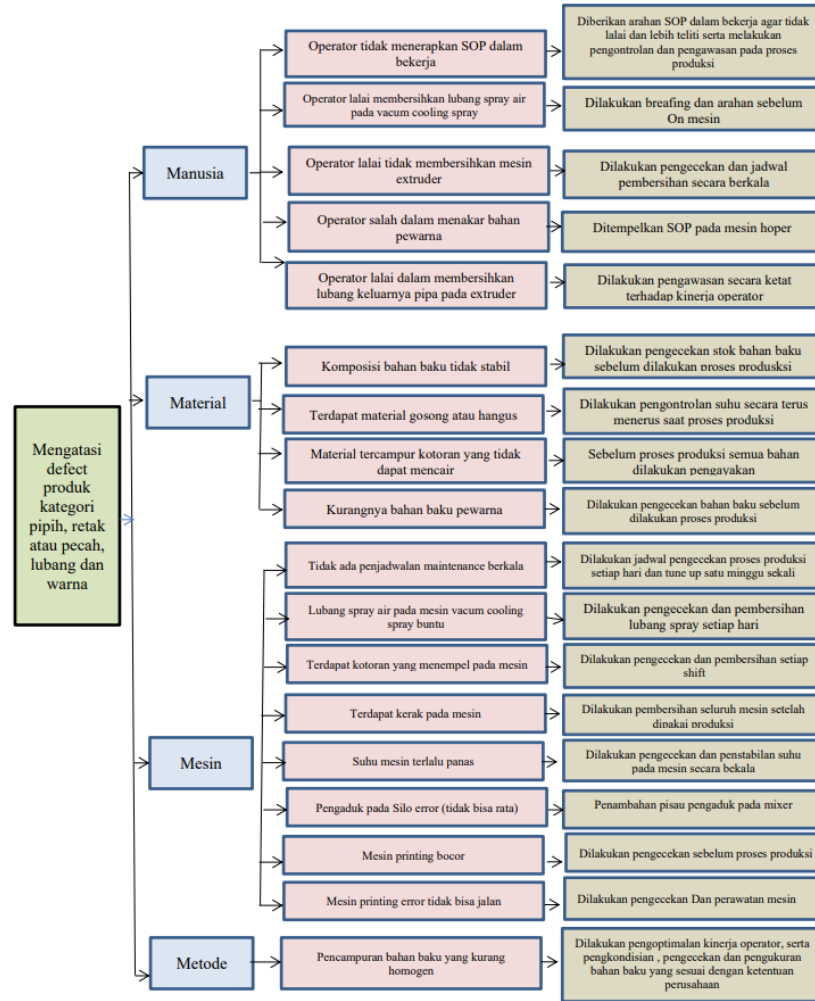 Mengatasi
defect
produk
kategori
pipih, retak
atau pecah,
lubang dan
warna
Manusia
Operator tidak menerapkan SOP dalam
bekerja
Diberikan arahan SOP dalam bekerja agar tidak
lalai dan lebih teliti serta melakukan
pengontrolan dan pengawasan pada proses
produksi
Operator lalai membersihkan lubang spray air
pada vacum cooling spray
Dilakukan breafing dan arahan sebelum
On mesin
Operator lalai tidak membersihkan mesin
extruder
Dilakukan pengecekan dan jadwal
pembersihan secara berkala
Operator salah dalam menakar bahan
pewarna
Ditempelkan SOP pada mesin hoper
Operator lalai dalam membersihkan
lubang keluarnya pipa pada extruder
Dilakukan pengawasan secara ketat
terhadap kinerja operator
Material
Komposisi bahan baku tidak stabil
Dilakukan pengecekan stok bahan baku
sebelum dilakukan proses produsksi
Terdapat material gosong atau hangus
Dilakukan pengontrolan suhu secara terus
menerus saat proses produksi
Material tercampur kotoran yang tidak
dapat mencair
Sebelum proses produksi semua bahan
dilakukan pengayakan
Kurangnya bahan baku pewarna
Dilakukan pengecekan bahan baku sebelum
dilakukan proses produksi
Mesin
Tidak ada penjadwalan maintenance berkala
Dilakukan jadwal pengecekan proses produksi
setiap hari dan tune up satu minggu sekali
Lubang spray air pada mesin vacum cooling
spray buntu
Dilakukan pengecekan dan pembersihan
lubang spray setiap hari
Terdapat kotoran yang menempel pada mesin
Dilakukan pengecekan dan pembersihan setiap
shift
Terdapat kerak pada mesin
Dilakukan pembersihan seluruh mesin setelah
dipakai produksi
Suhu mesin terlalu panas
Dilakukan pengecekan dan penstabilan suhu
pada mesin secara bekala
Pengaduk pada Silo error (tidak bisa rata)
Penambahan pisau pengaduk pada mixer
Mesin printing bocor
Dilakukan pengecekan sebelum proses produksi
Mesin printing error tidak bisa jalan
Dilakukan pengecekan Dan perawatan mesin
Metode
Pencampuran bahan baku yang kurang
homogen
Dilakukan pengoptimalan kinerja operator, serta
pengkondisian , pengecekan dan pengukuran
bahan baku yang sesuai dengan ketentuan
perusahaan